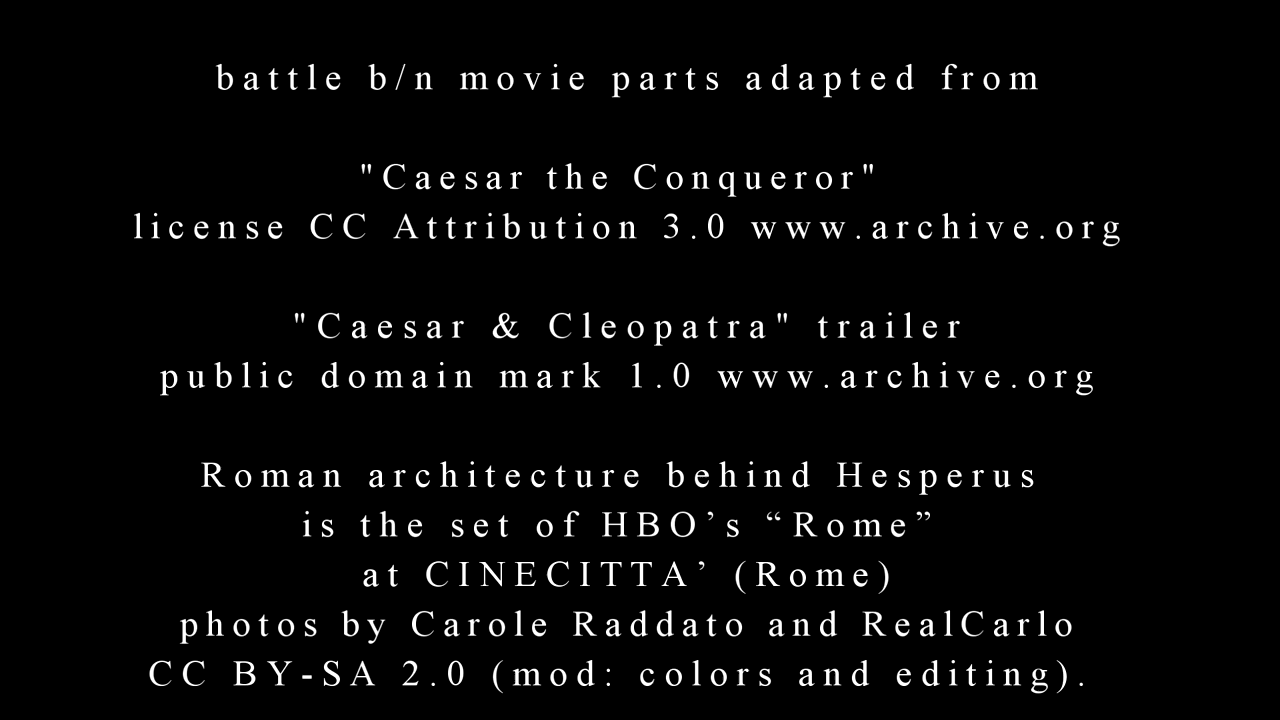 battle b/n movie parts adapted from
"Caesar the Conqueror"
license CC Attribution 3.0 www.archive.org
"Caesar & Cleopatra" trailer
public domain mark 1.0 www.archive.org
Roman architecture behind Hesperus
is the set of HBO’s “Rome”
at CINECITTA’ (Rome)
photos by Carole Raddato and RealCarlo
CC BY-SA 2.0 (mod: colors and editing).